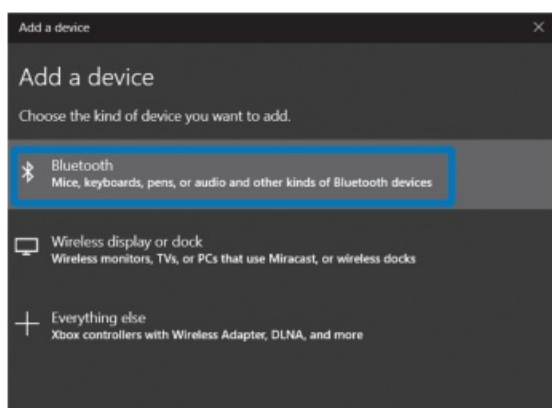 Add a device
Add a device
Choose the kind of device you want to add.
Bluetooth
Mice, keyboards, pens, or audio and other kinds of Bluetooth devices
Wireless display or dock
Wireless monitors, TVs, or PCs that use Miracast, or wireless docks
Everything else
Xbox controllers with Wireless Adapter, DLNA, and more